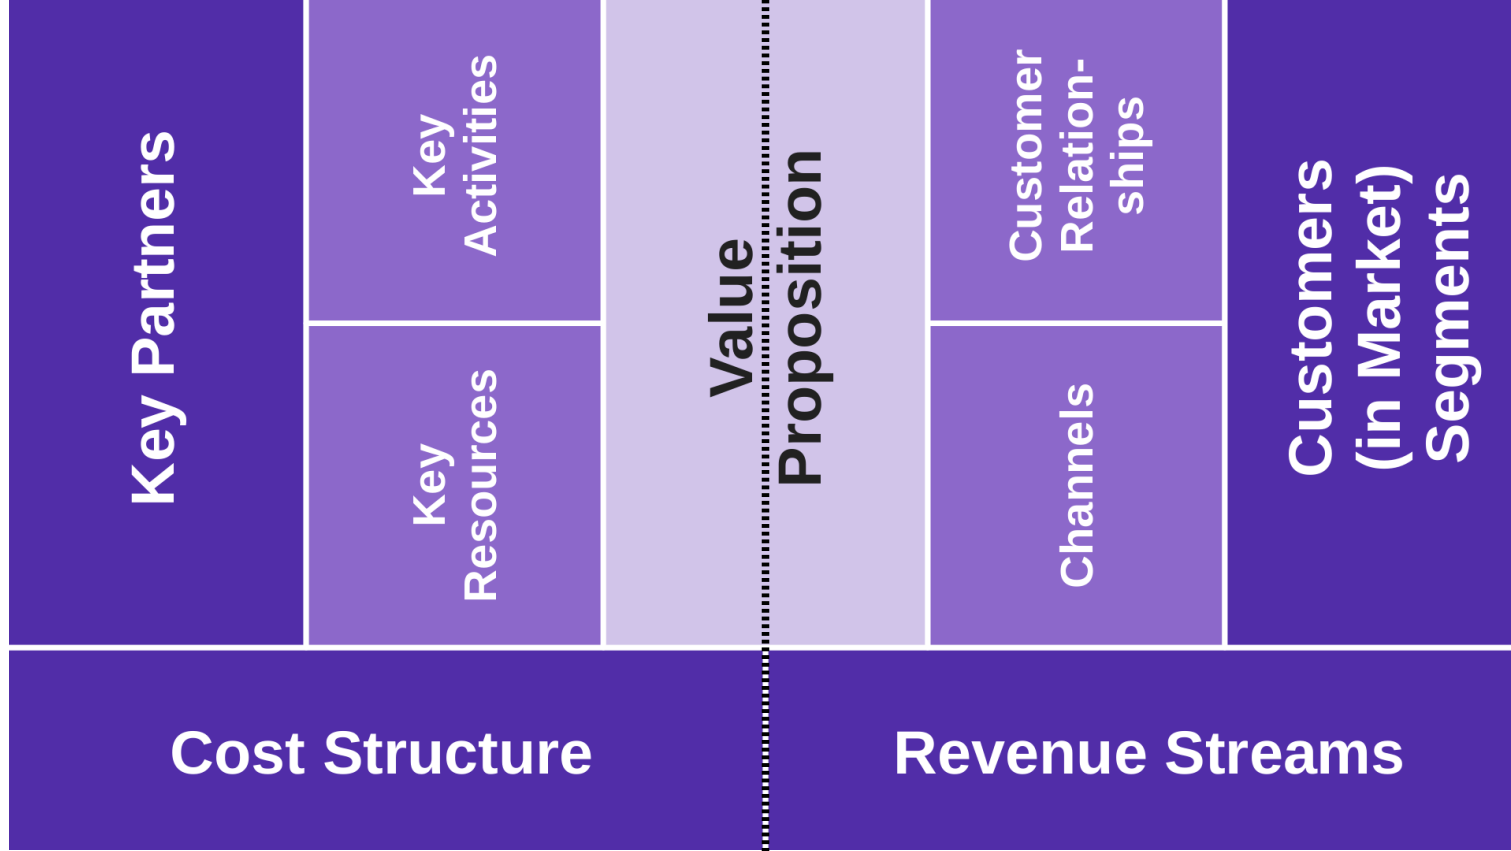 Key Partners
Key
Activities
Key
Resources
Value
Proposition
Customer
Relation-
ships
Channels
Customers
(in Market)
Segments
Cost Structure
Revenue Streams